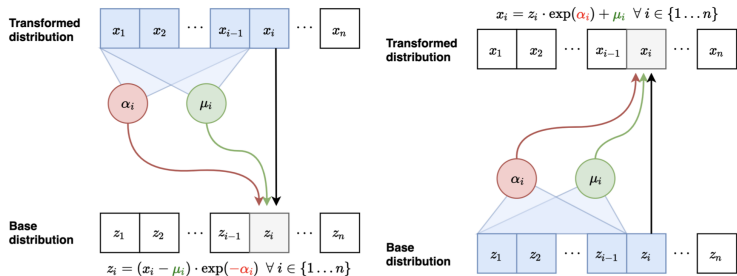 Transformed
distribution
x₁ x₂ ⋯ xᵢ₋₁ xᵢ ⋯ xₙ
αᵢ μᵢ
Base
distribution
z₁ z₂ ⋯ zᵢ₋₁ zᵢ ⋯ zₙ
zᵢ = (xᵢ − μᵢ) · exp(−αᵢ) ∀ i ∈ {1 … n}
xᵢ = zᵢ · exp(αᵢ) + μᵢ ∀ i ∈ {1 … n}
Transformed
distribution
x₁ x₂ ⋯ xᵢ₋₁ xᵢ ⋯ xₙ
αᵢ μᵢ
Base
distribution
z₁ z₂ ⋯ zᵢ₋₁ zᵢ ⋯ zₙ